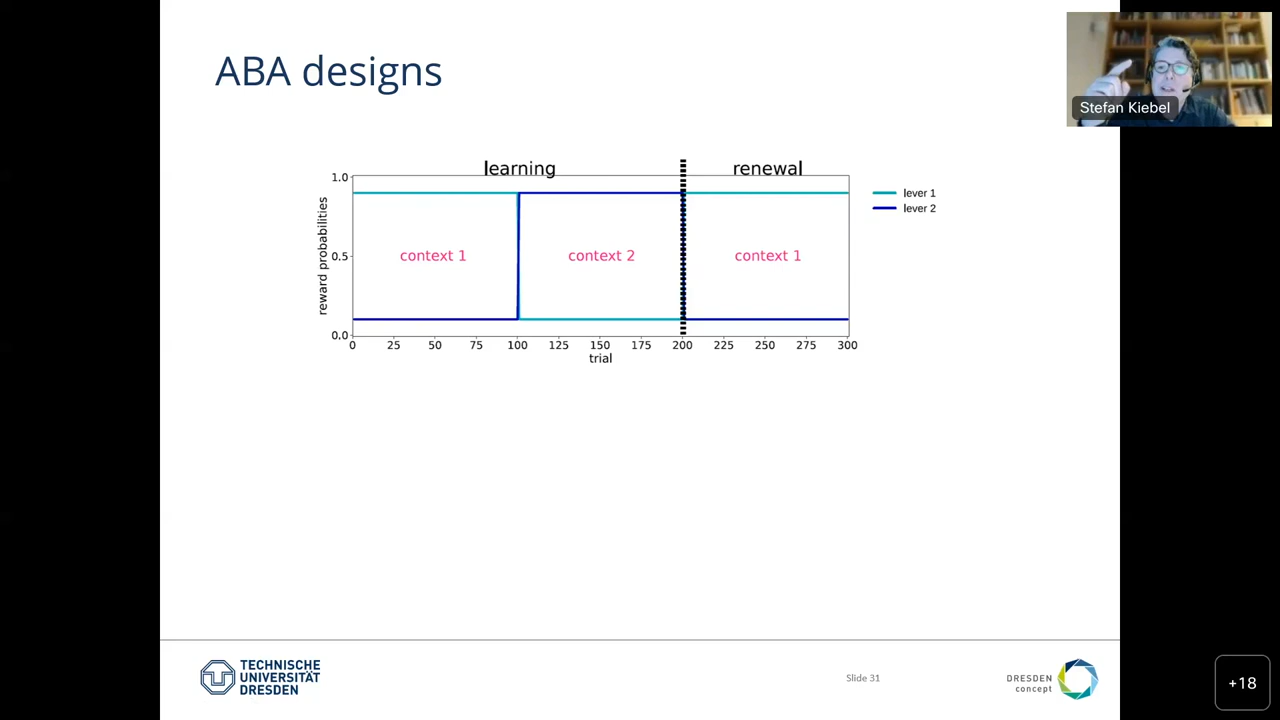 ABA designs
Stefan Kiebel
learning
renewal
1.0
0.5
0.0
reward probabilities
context 1
context 2
context 1
lever 1
lever 2
0 25 50 75 100 125 150 175 200 225 250 275 300
trial
TECHNISCHE
UNIVERSITÄT
DRESDEN
Slide 31
DRESDEN
concept
+18